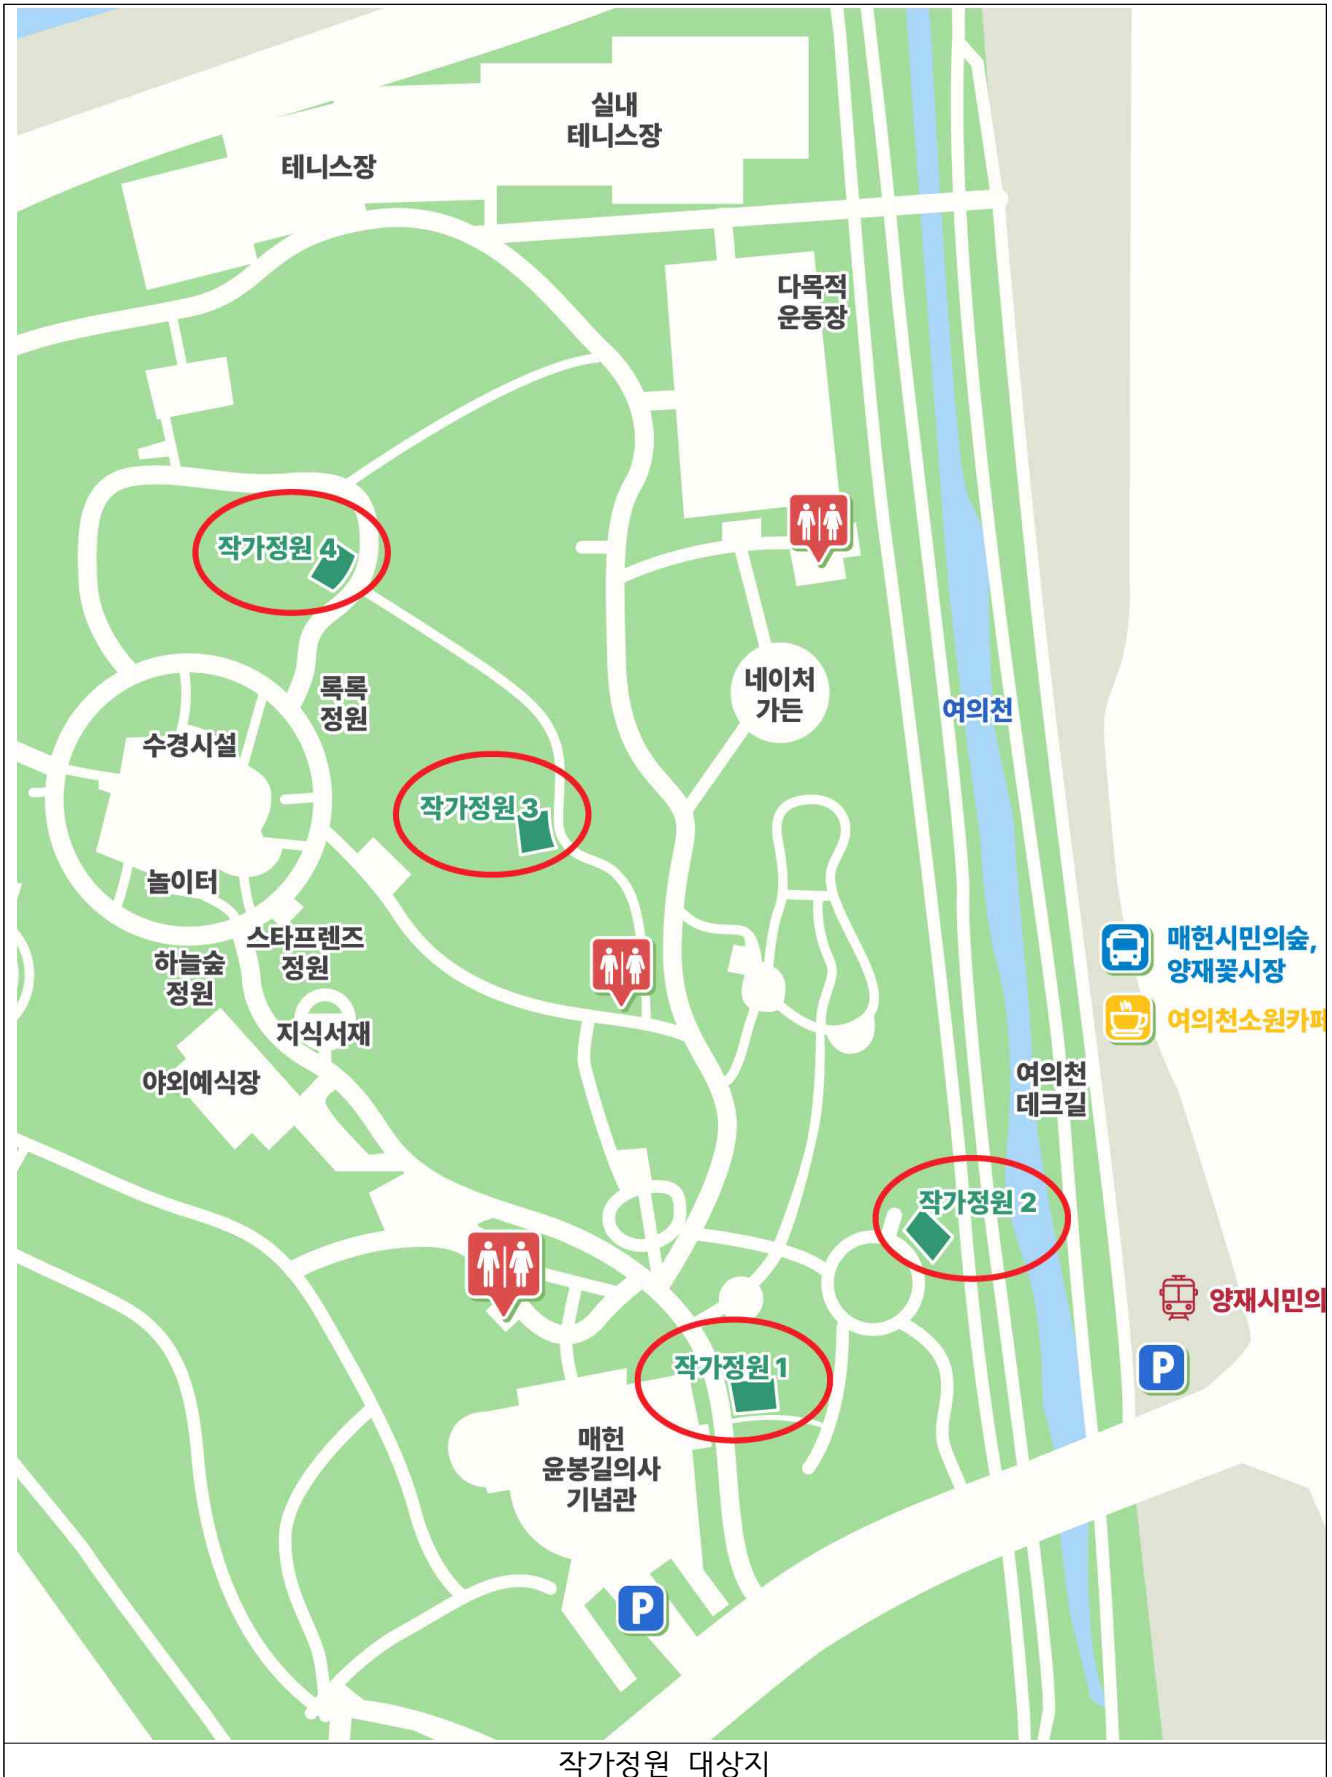 실내
테니스장
테니스장
다목적
운동장
작가정원 4
록록
정원
네이처
가든
여의천
수경시설
작가정원 3
놀이터
스타프렌즈
정원
하늘숲
정원
매헌시민의숲,
양재꽃시장
여의천소원카페
지식서재
야외예식장
여의천
데크길
작가정원 2
양재시민의
작가정원 1
P
매헌
윤봉길의사
기념관
P
작가정원 대상지